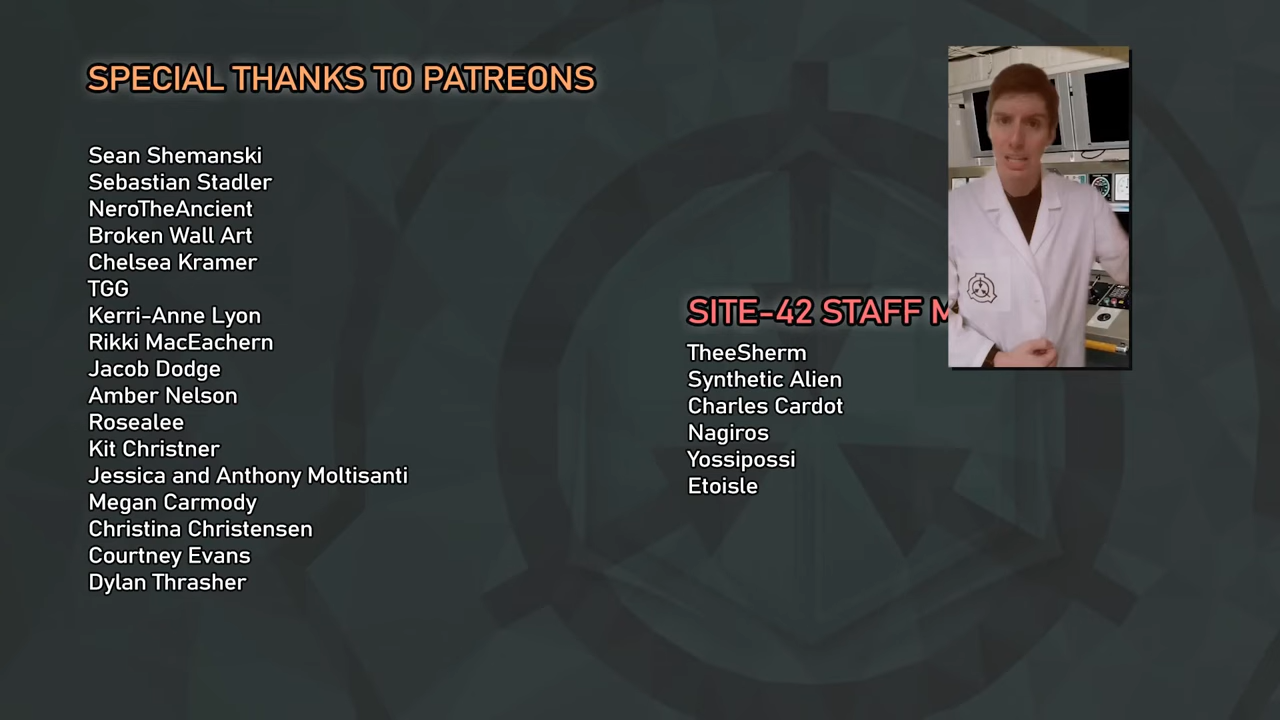 SPECIAL THANKS TO PATREONS
Sean Shemanski
Sebastian Stadler
NeroTheAncient
Broken Wall Art
Chelsea Kramer
TGG
Kerri-Anne Lyon
Rikki MacEachern
Jacob Dodge
Amber Nelson
Rosealee
Kit Christner
Jessica and Anthony Moltisanti
Megan Carmody
Christina Christensen
Courtney Evans
Dylan Thrasher
SITE-42 STAFF
TheeSherm
Synthetic Alien
Charles Cardot
Nagiros
Yossipossi
Etoisle